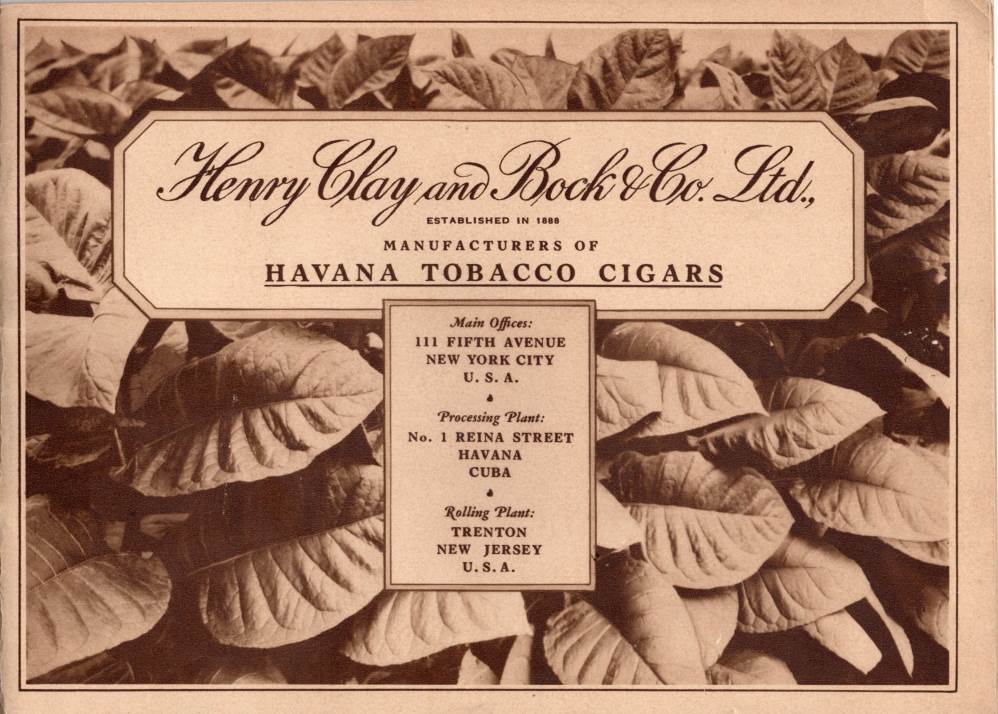 Henry Clay and Bock & Co. Ltd.,
ESTABLISHED IN 1888
MANUFACTURERS OF
HAVANA TOBACCO CIGARS
Main Offices:
111 FIFTH AVENUE
NEW YORK CITY
U. S. A.
Processing Plant:
No. 1 REINA STREET
HAVANA
CUBA
Rolling Plant:
TRENTON
NEW JERSEY
U. S. A.